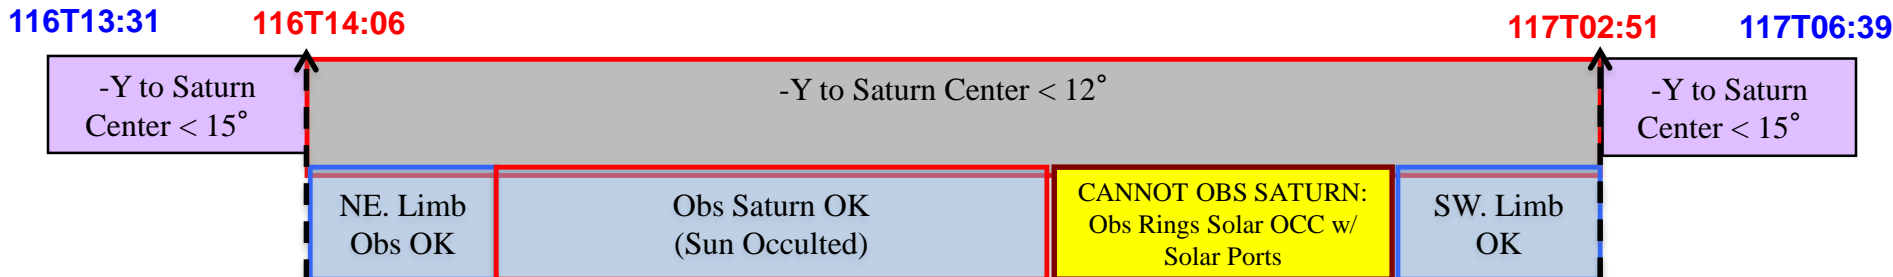 116T13:31 116T14:06 117T02:51 117T06:39
-Y to Saturn
Center < 15°
-Y to Saturn Center < 12°
-Y to Saturn
Center < 15°
NE. Limb
Obs OK
Obs Saturn OK
(Sun Occulted)
CANNOT OBS SATURN:
Obs Rings Solar OCC w/
Solar Ports
SW. Limb
OK